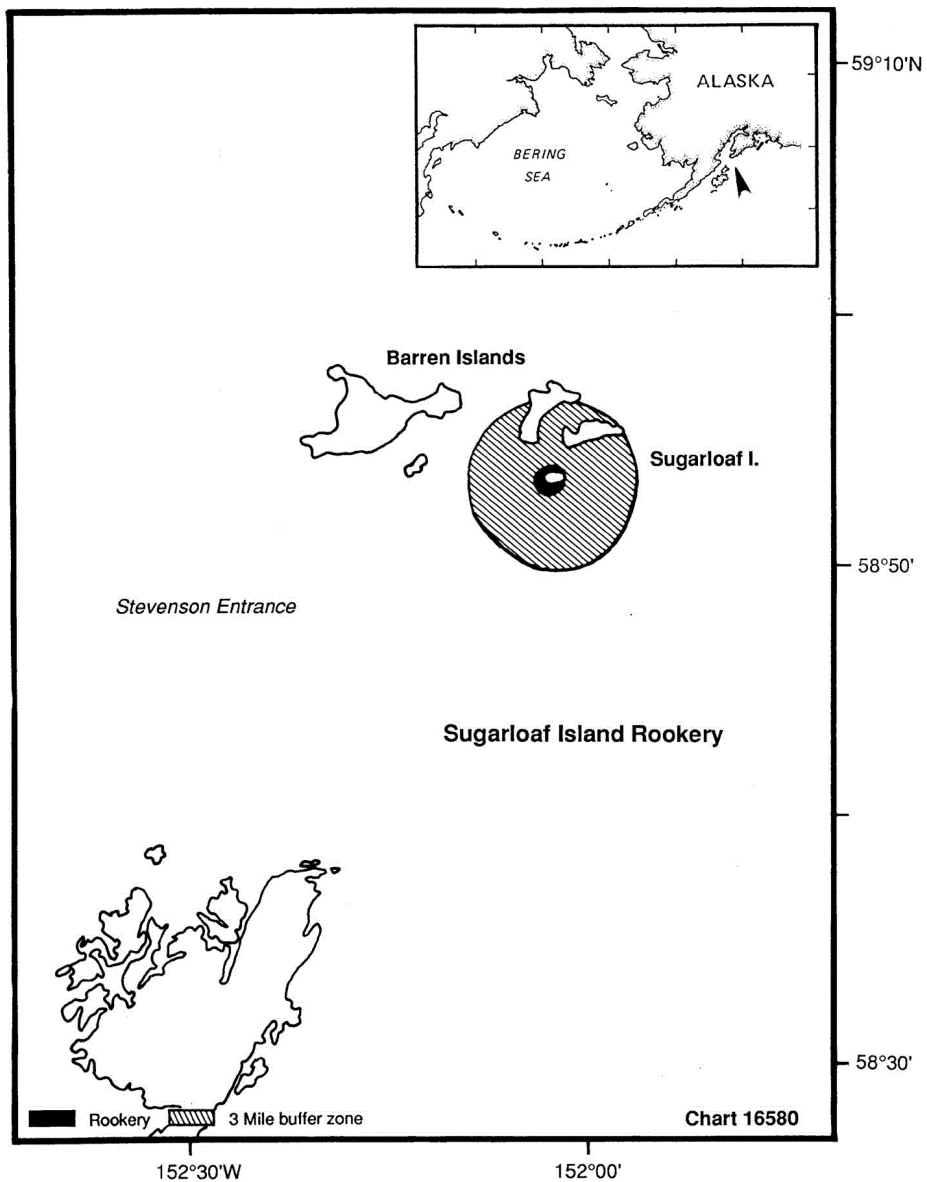 59°10'N
ALASKA
BERING
SEA
Barren Islands
Sugarloaf I.
58°50'
Stevenson Entrance
Sugarloaf Island Rookery
58°30'
Rookery
3 Mile buffer zone
Chart 16580
152°30'W
152°00'